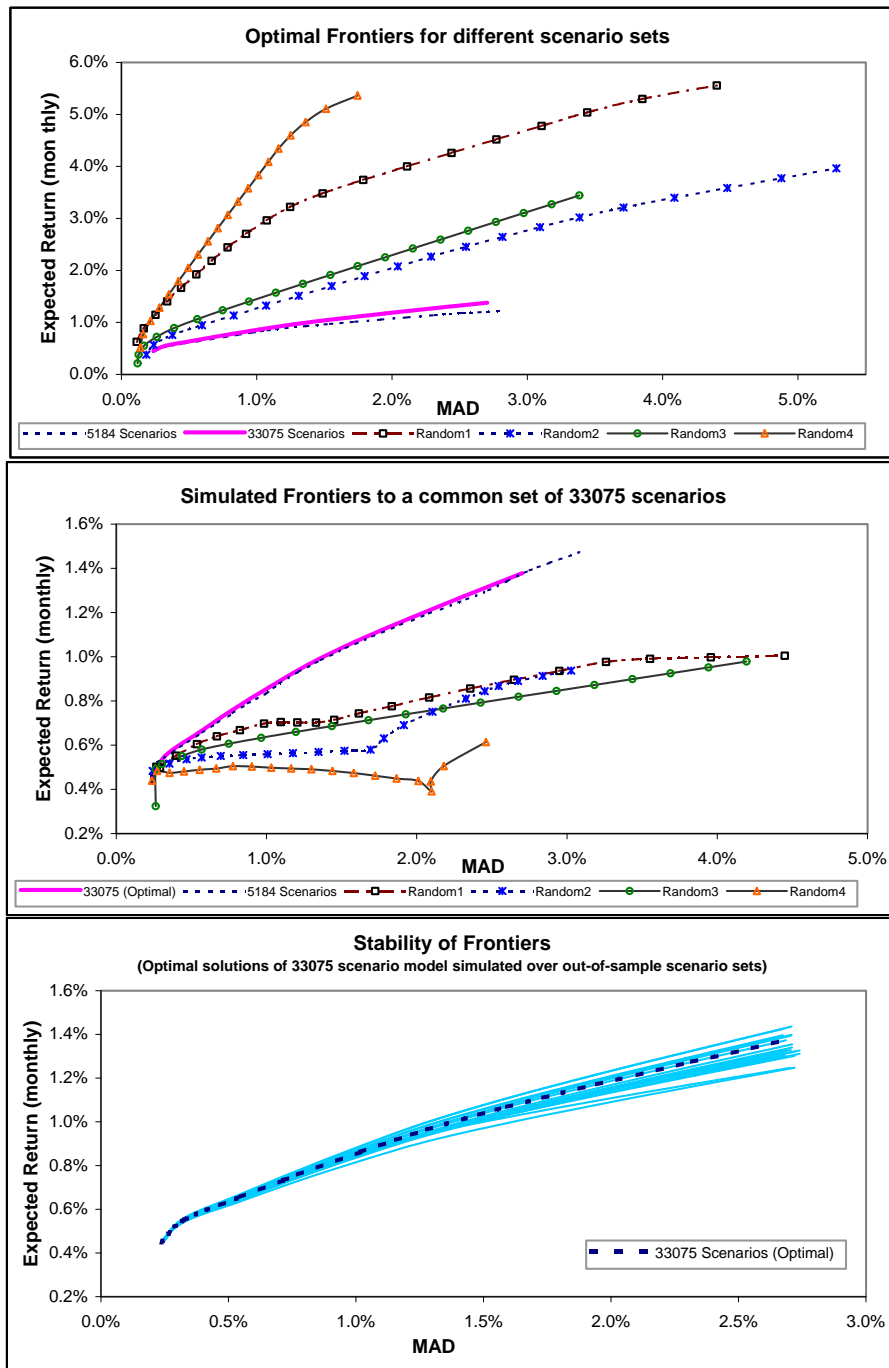 Optimal Frontiers for different scenario sets
Expected Return (mon thly)
6.0%
5.0%
4.0%
3.0%
2.0%
1.0%
0.0%
0.0% 1.0% 2.0% 3.0% 4.0% 5.0%
MAD
5184 Scenarios 33075 Scenarios Random1 Random2 Random3 Random4
Simulated Frontiers to a common set of 33075 scenarios
Expected Return (monthly)
1.6%
1.4%
1.2%
1.0%
0.8%
0.6%
0.4%
0.2%
0.0% 1.0% 2.0% 3.0% 4.0% 5.0%
MAD
33075 (Optimal) 5184 Scenarios Random1 Random2 Random3 Random4
Stability of Frontiers
(Optimal solutions of 33075 scenario model simulated over out-of-sample scenario sets)
Expected Return (monthly)
1.6%
1.4%
1.2%
1.0%
0.8%
0.6%
0.4%
0.2%
33075 Scenarios (Optimal)
0.0% 0.5% 1.0% 1.5% 2.0% 2.5% 3.0%
MAD